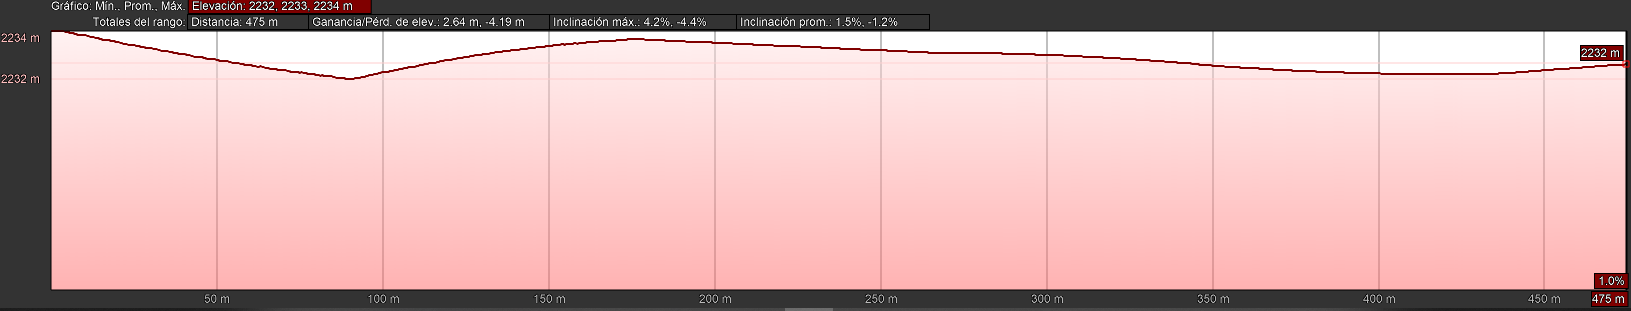 Gráfico: Mín., Prom., Máx. Elevación: 2232, 2233, 2234 m
Totales del rango: Distancia: 475 m Ganancia/Pérd. de elev.: 2.64 m, -4.19 m Inclinación máx.: 4.2%, -4.4% Inclinación prom.: 1.5%, -1.2%
2234 m
2232 m
2232 m
1.0%
50 m 100 m 150 m 200 m 250 m 300 m 350 m 400 m 450 m 475 m